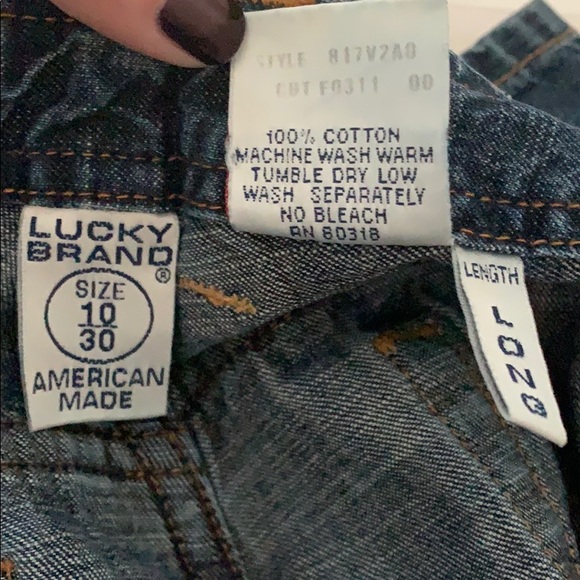 STYLE 817V2A0
CUT F0311 00
100% COTTON
MACHINE WASH WARM
TUMBLE DRY LOW
WASH SEPARATELY
NO BLEACH
RN 80318
LUCKY
BRAND®
SIZE
10
30
AMERICAN
MADE
LENGTH
LONG